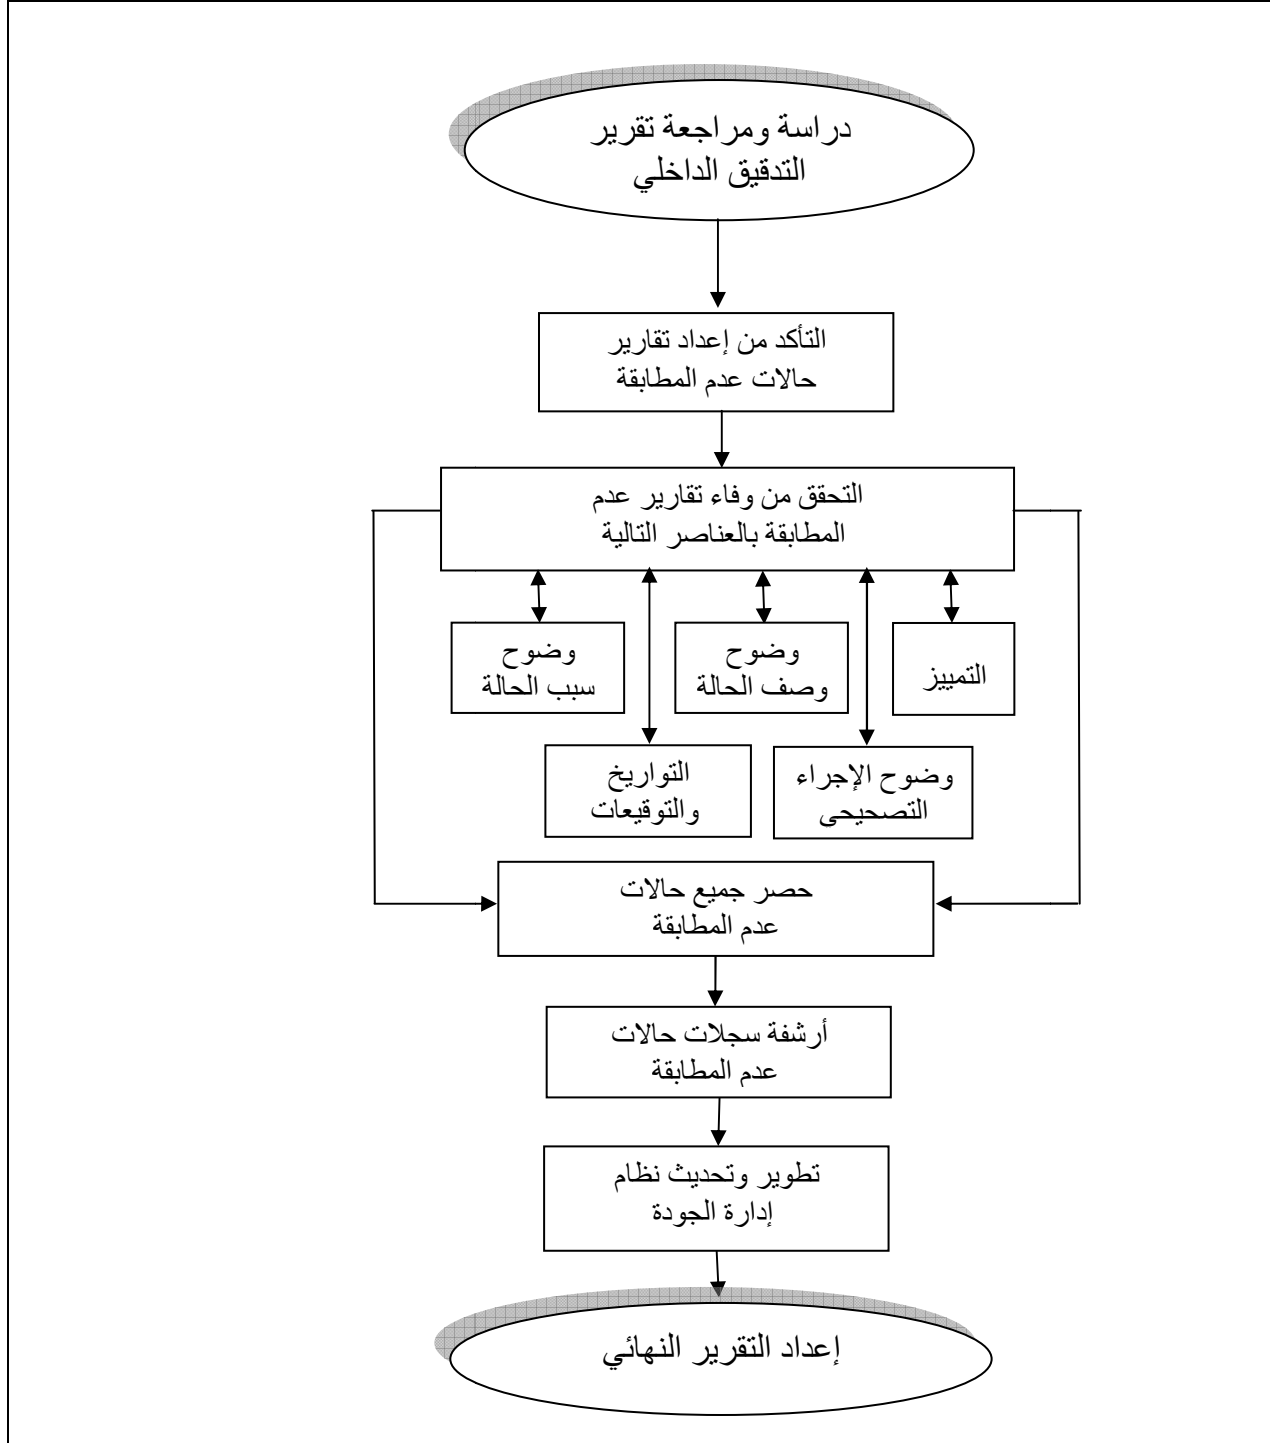 دراسة ومراجعة تقرير
التدقيق الداخلي
التأكد من إعداد تقارير
حالات عدم المطابقة
التحقق من وفاء تقارير عدم
المطابقة بالعناصر التالية
التمييز
وضوح
وصف الحالة
وضوح
سبب الحالة
وضوح الإجراء
التصحيحى
التواريخ
والتوقيعات
حصر جميع حالات
عدم المطابقة
أرشفة سجلات حالات
عدم المطابقة
تطوير وتحديث نظام
إدارة الجودة
إعداد التقرير النهائي